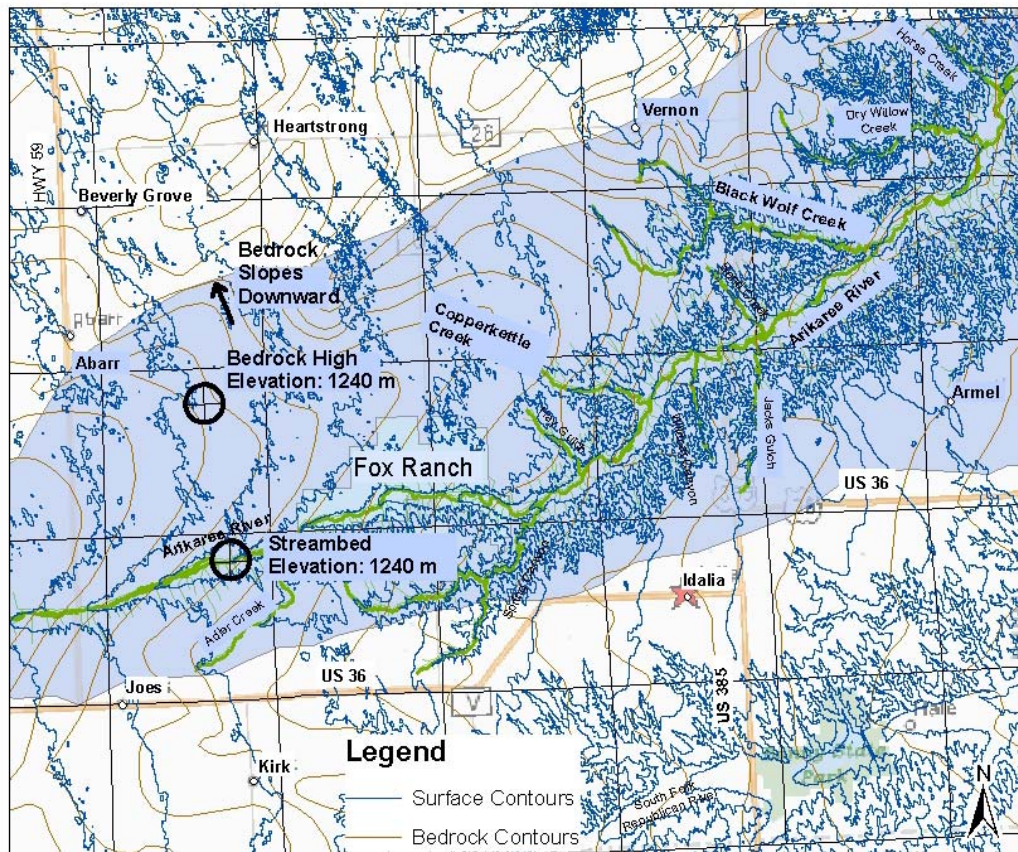 Horse Creek
Dry Willow
Creek
Vernon
26
Heartstrong
HWY 59
Beverly Grove
Black Wolf Creek
Bedrock
Slopes
Downward
Arikaree River
Copperkettle
Creek
Abarr
Bedrock High
Elevation: 1240 m
Armel
Jacks Gulch
Fox Ranch
US 36
Arikaree River
Streambed
Elevation: 1240 m
Idalia
Adler Creek
US 36
Joes
V
US 385
Legend
Kirk
Surface Contours
Bedrock Contours
South Fork
Republican River
Park
N